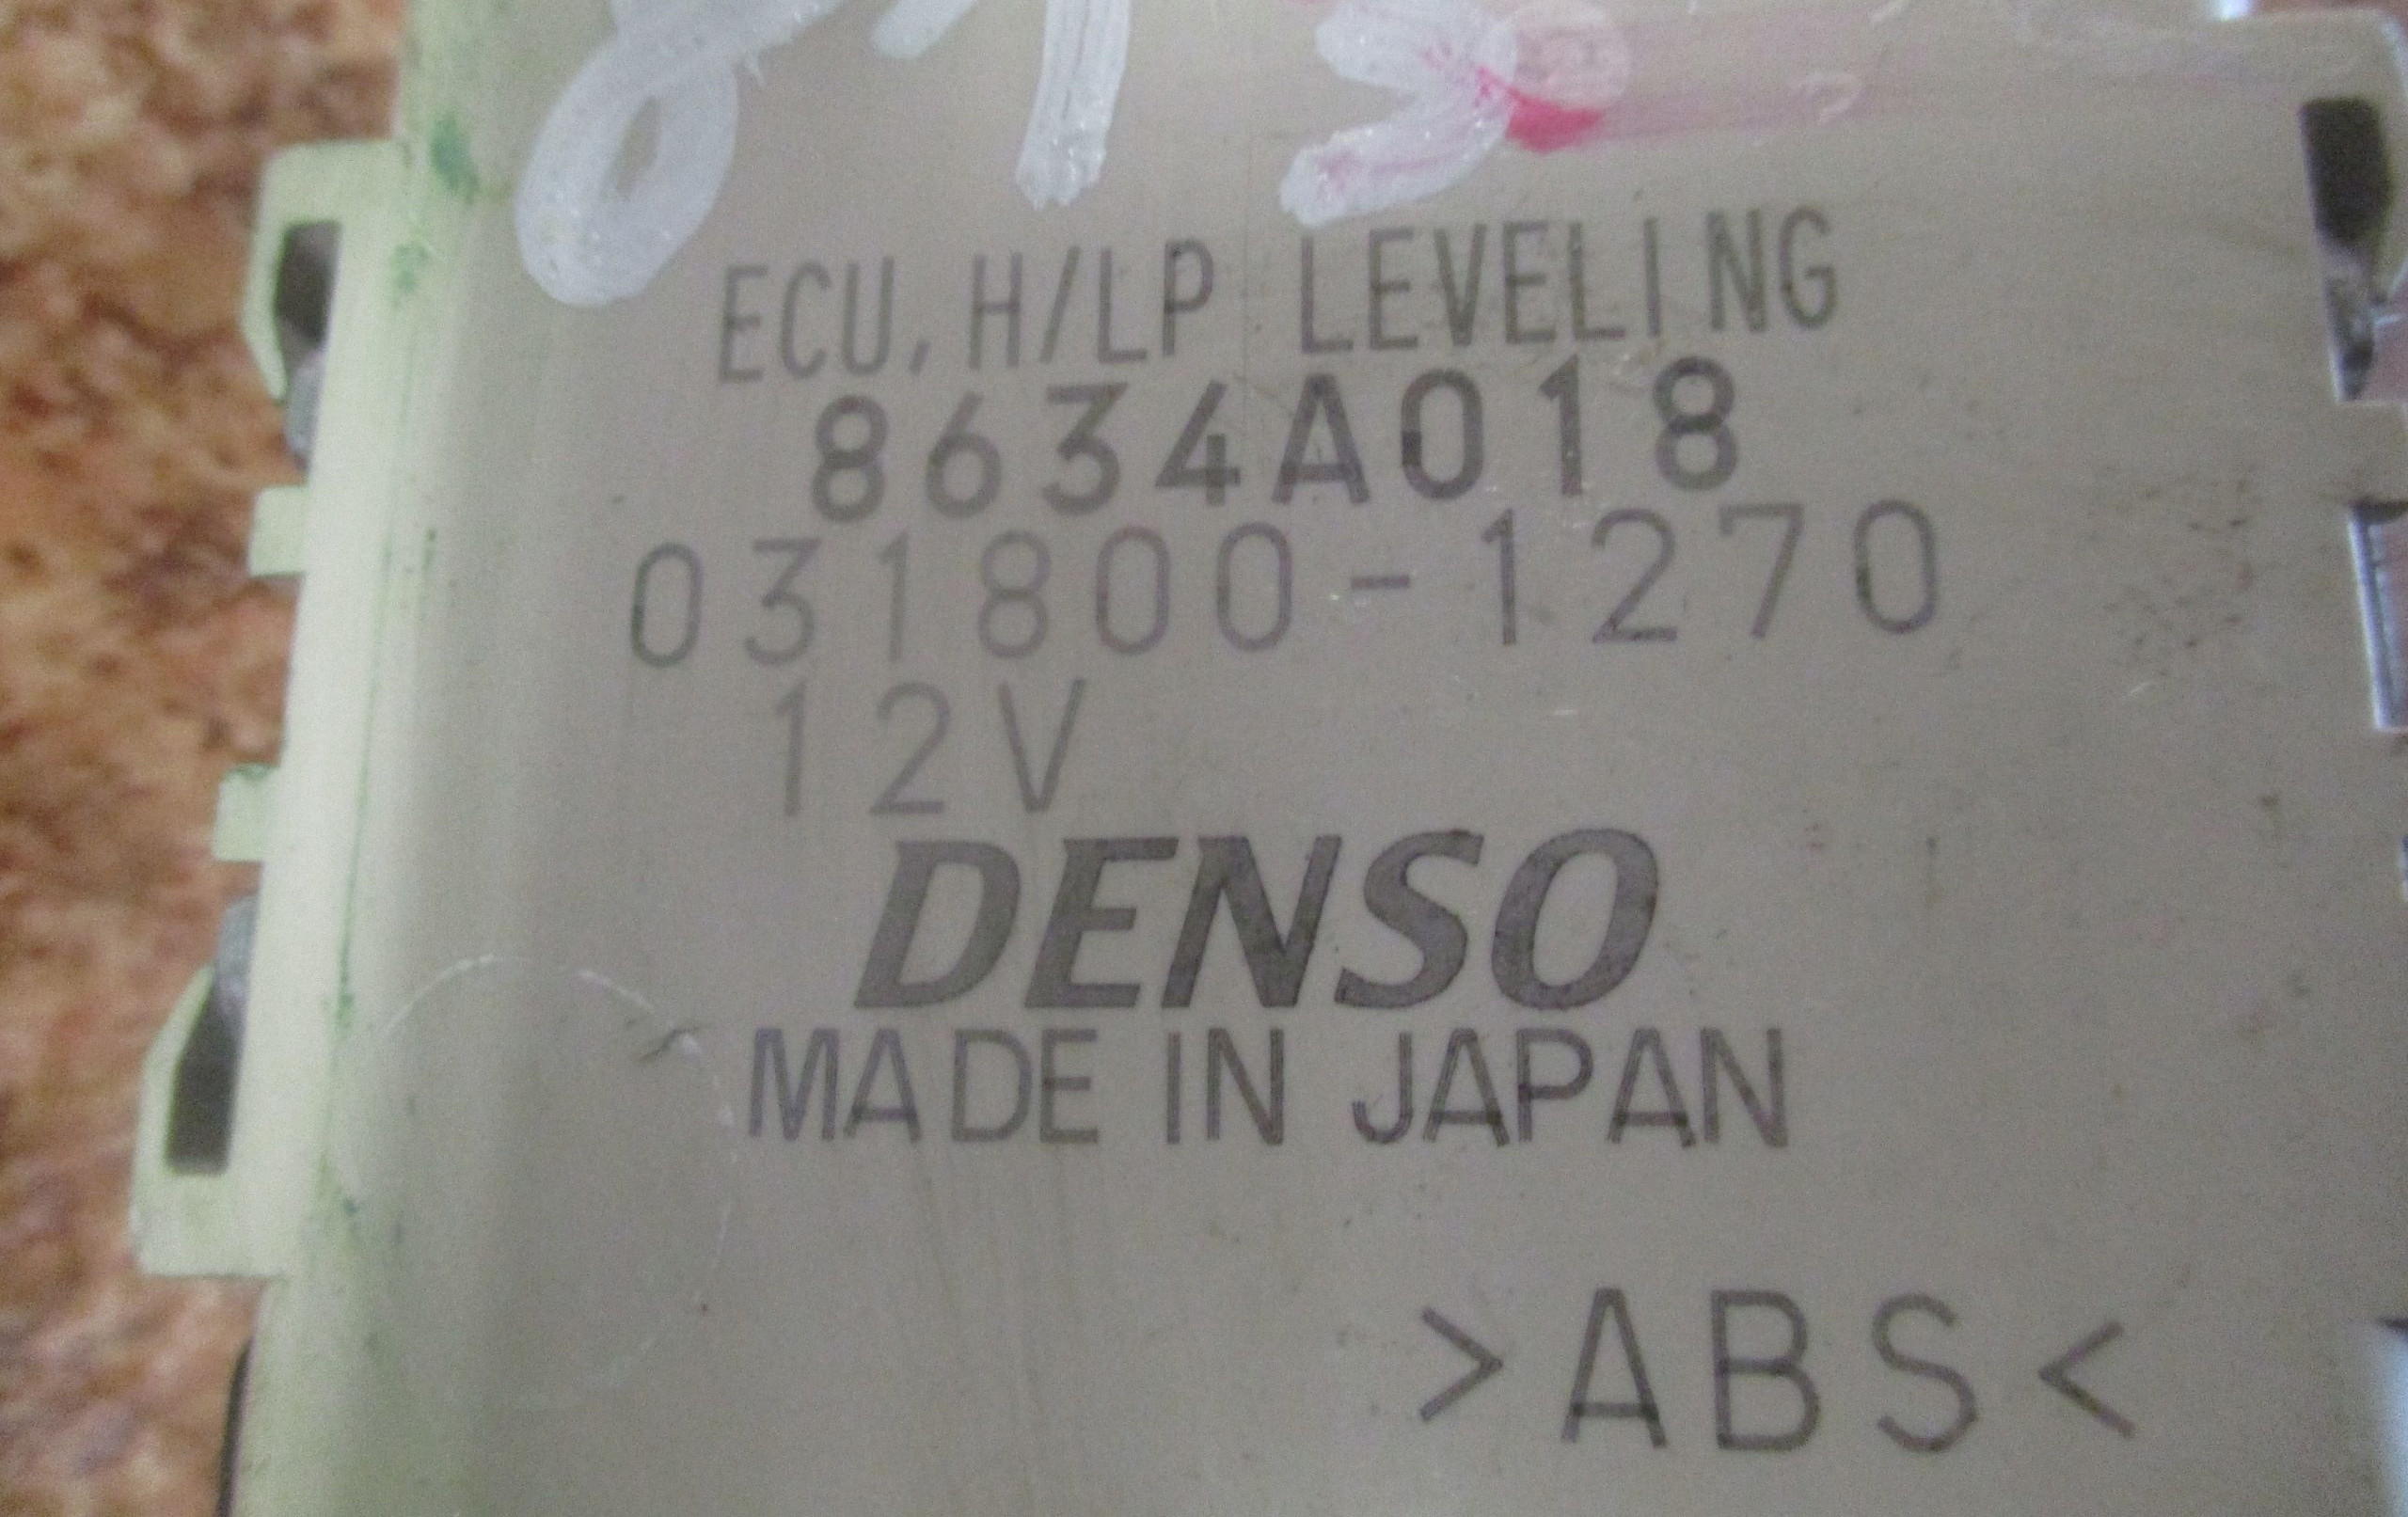 ECU, H/LP LEVELING
8634A018
031800-1270
12V
DENSO
MADE IN JAPAN
>ABS<